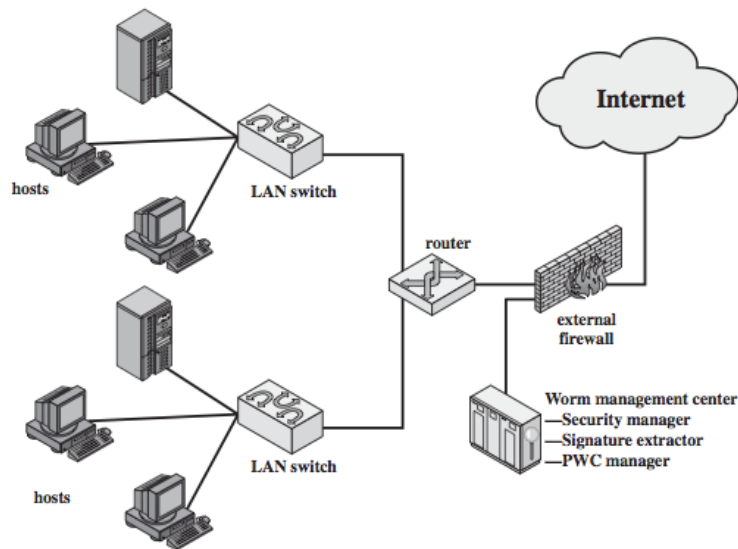 Internet
hosts
LAN switch
router
external
firewall
Worm management center
—Security manager
—Signature extractor
—PWC manager
hosts
LAN switch